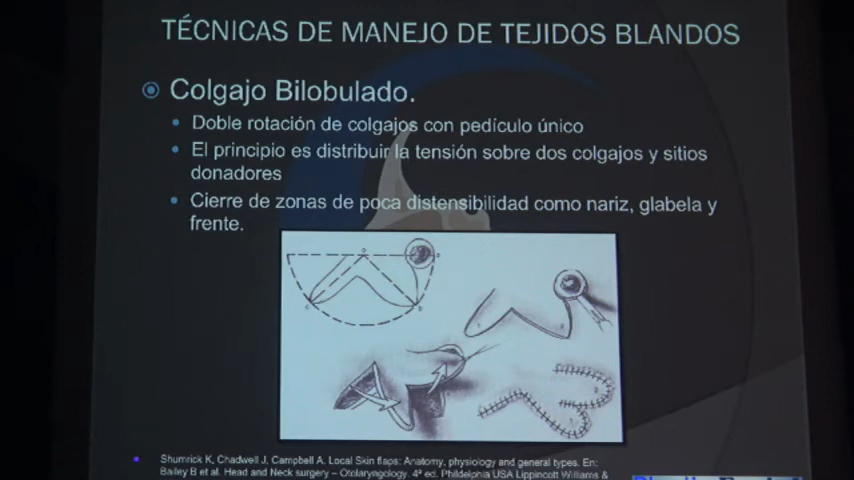 TÉCNICAS DE MANEJO DE TEJIDOS BLANDOS
Colgajo Bilobulado.
Doble rotación de colgajos con pedículo único
El principio es distribuir la tensión sobre dos colgajos y sitios
donadores
Cierre de zonas de poca distensibilidad como nariz, glabela y
frente.
Shumrick K, Chadwell J, Campbell A. Local Skin flaps: Anatomy, physiology and general types. En:
Bailey B et al. Head and Neck surgery – Otolaryngology. 4ª ed. Phildelphia USA Lippincott Williams &